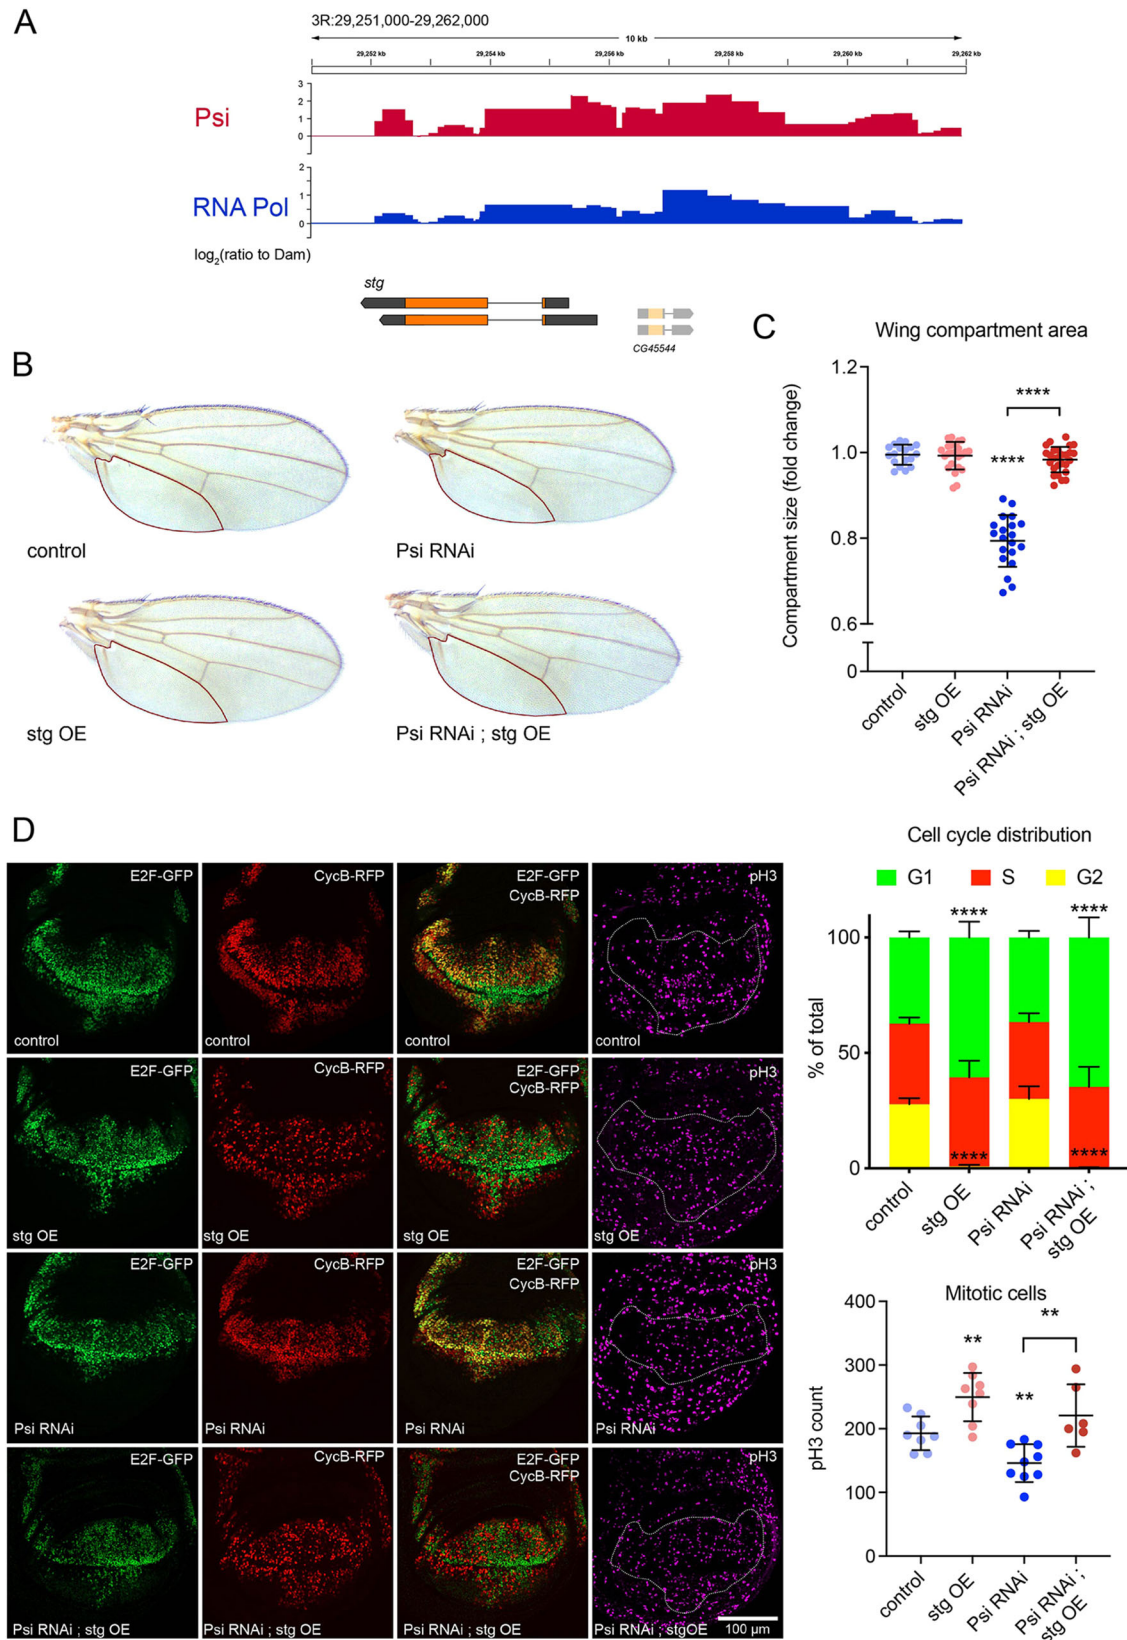 A
3R:29,251,000-29,262,000
10 kb
29,252 kb 29,254 kb 29,256 kb 29,258 kb 29,260 kb 29,262 kb
Psi
3
2
1
0
RNA Pol
2
1
0
log2(ratio to Dam)
stg
CG45544
B
control
Psi RNAi
stg OE
Psi RNAi ; stg OE
C
Wing compartment area
Compartment size (fold change)
1.2
1.0
0.8
0.6
0
****
****
control
stg OE
Psi RNAi
Psi RNAi ; stg OE
D
E2F-GFP
control
CycB-RFP
control
E2F-GFP
CycB-RFP
control
pH3
control
E2F-GFP
stg OE
CycB-RFP
stg OE
E2F-GFP
CycB-RFP
stg OE
pH3
stg OE
E2F-GFP
Psi RNAi
CycB-RFP
Psi RNAi
E2F-GFP
CycB-RFP
Psi RNAi
pH3
Psi RNAi
E2F-GFP
Psi RNAi ; stg OE
CycB-RFP
Psi RNAi ; stg OE
E2F-GFP
CycB-RFP
Psi RNAi ; stg OE
pH3
Psi RNAi ; stgOE
100 µm
Cell cycle distribution
G1 S G2
% of total
100
50
0
**** ****
**** ****
control
stg OE
Psi RNAi
Psi RNAi ;
stg OE
Mitotic cells
pH3 count
400
300
200
100
0
**
**
**
control
stg OE
Psi RNAi
Psi RNAi ;
stg OE